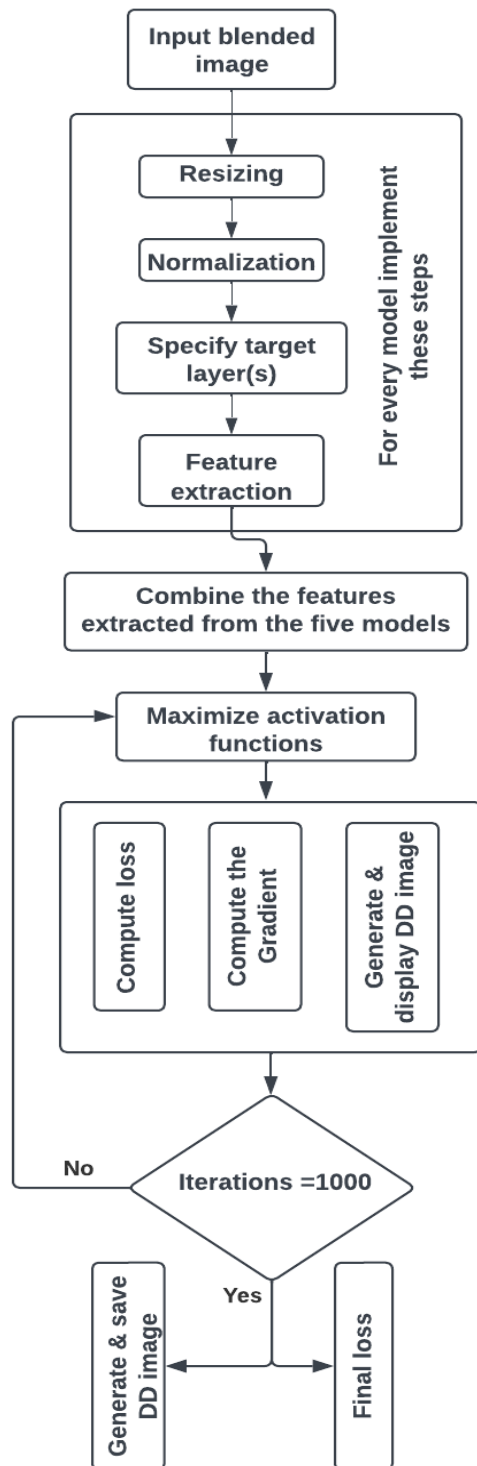 Input blended
image
Resizing
Normalization
Specify target
layer(s)
Feature
extraction
For every model implement
these steps
Combine the features
extracted from the five models
Maximize activation
functions
Compute loss
Compute the
Gradient
Generate &
display DD image
Iterations =1000
No
Yes
Generate & save
DD image
Final loss